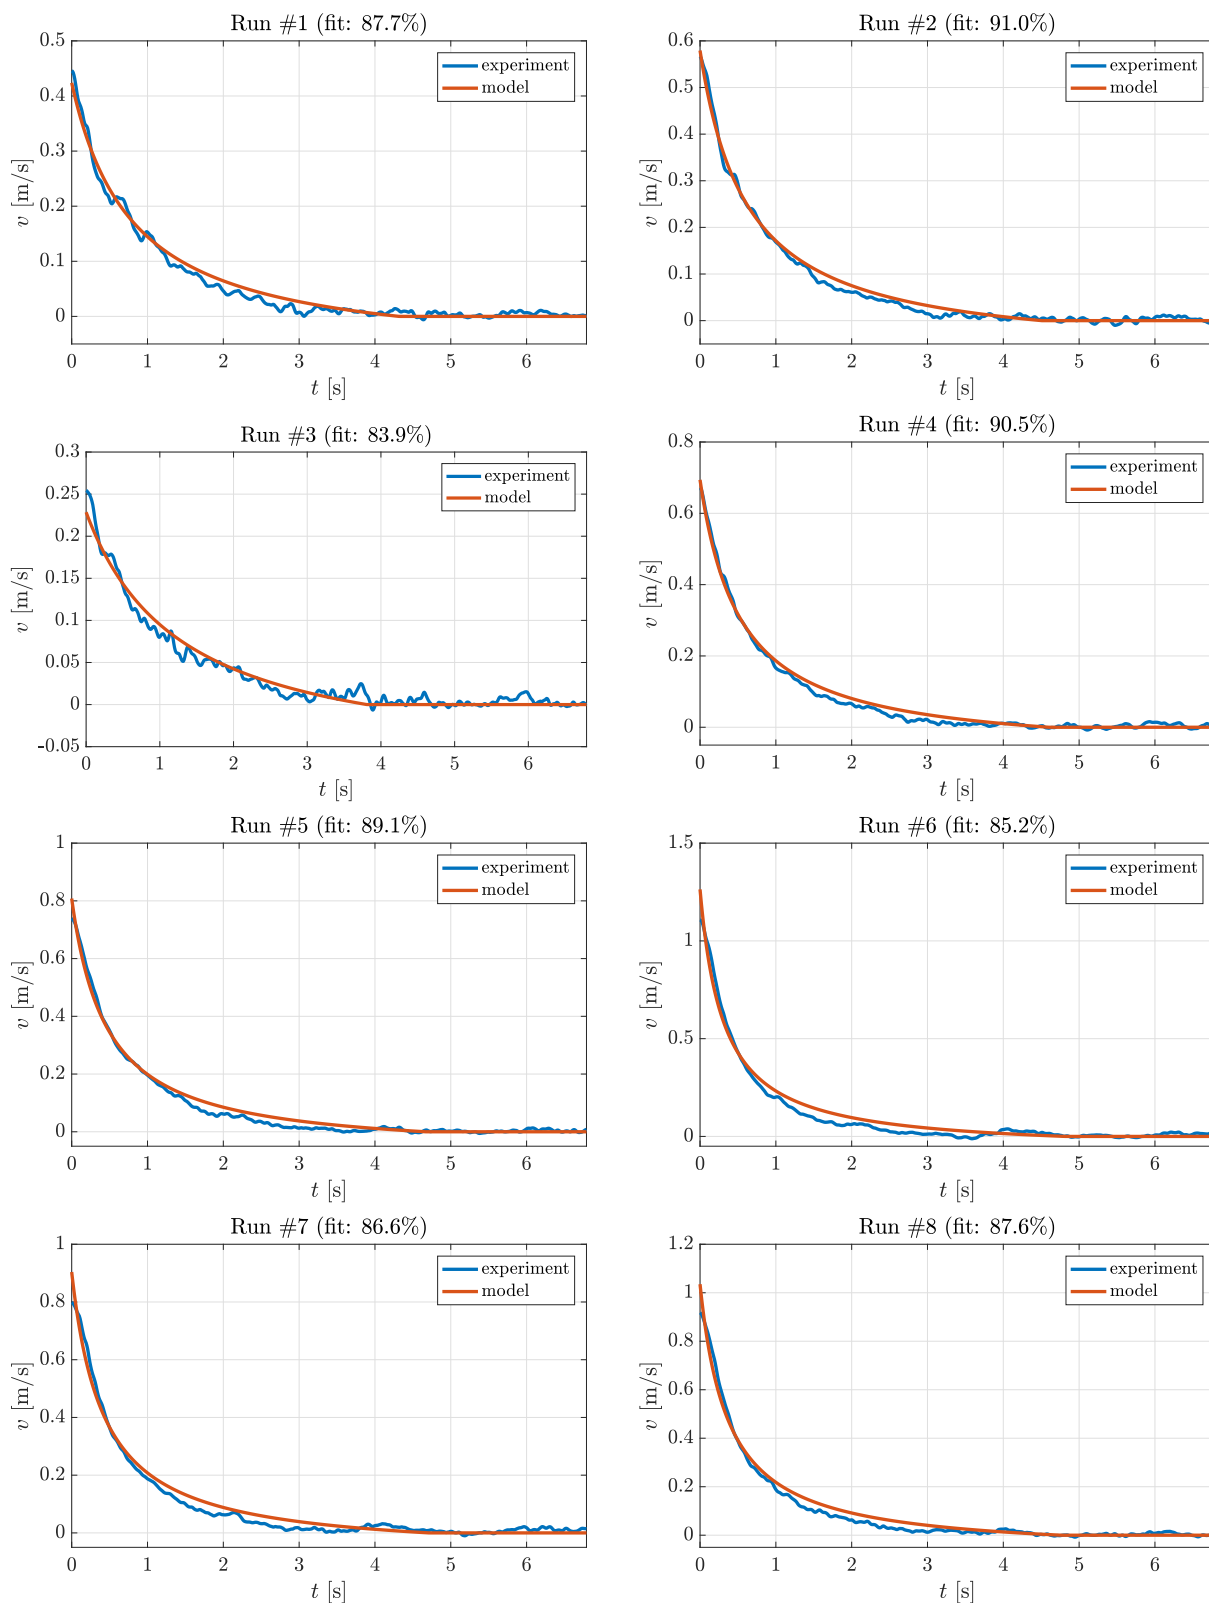 Run #1 (fit: 87.7%)
0.5
0.4
0.3
0.2
0.1
0
v [m/s]
experiment
model
0 1 2 3 4 5 6
t [s]
Run #2 (fit: 91.0%)
0.6
0.5
0.4
0.3
0.2
0.1
0
v [m/s]
experiment
model
0 1 2 3 4 5 6
t [s]
Run #3 (fit: 83.9%)
0.3
0.25
0.2
0.15
0.1
0.05
0
-0.05
v [m/s]
experiment
model
0 1 2 3 4 5 6
t [s]
Run #4 (fit: 90.5%)
0.8
0.6
0.4
0.2
0
v [m/s]
experiment
model
0 1 2 3 4 5 6
t [s]
Run #5 (fit: 89.1%)
1
0.8
0.6
0.4
0.2
0
v [m/s]
experiment
model
0 1 2 3 4 5 6
t [s]
Run #6 (fit: 85.2%)
1.5
1
0.5
0
v [m/s]
experiment
model
0 1 2 3 4 5 6
t [s]
Run #7 (fit: 86.6%)
1
0.8
0.6
0.4
0.2
0
v [m/s]
experiment
model
0 1 2 3 4 5 6
t [s]
Run #8 (fit: 87.6%)
1.2
1
0.8
0.6
0.4
0.2
0
v [m/s]
experiment
model
0 1 2 3 4 5 6
t [s]